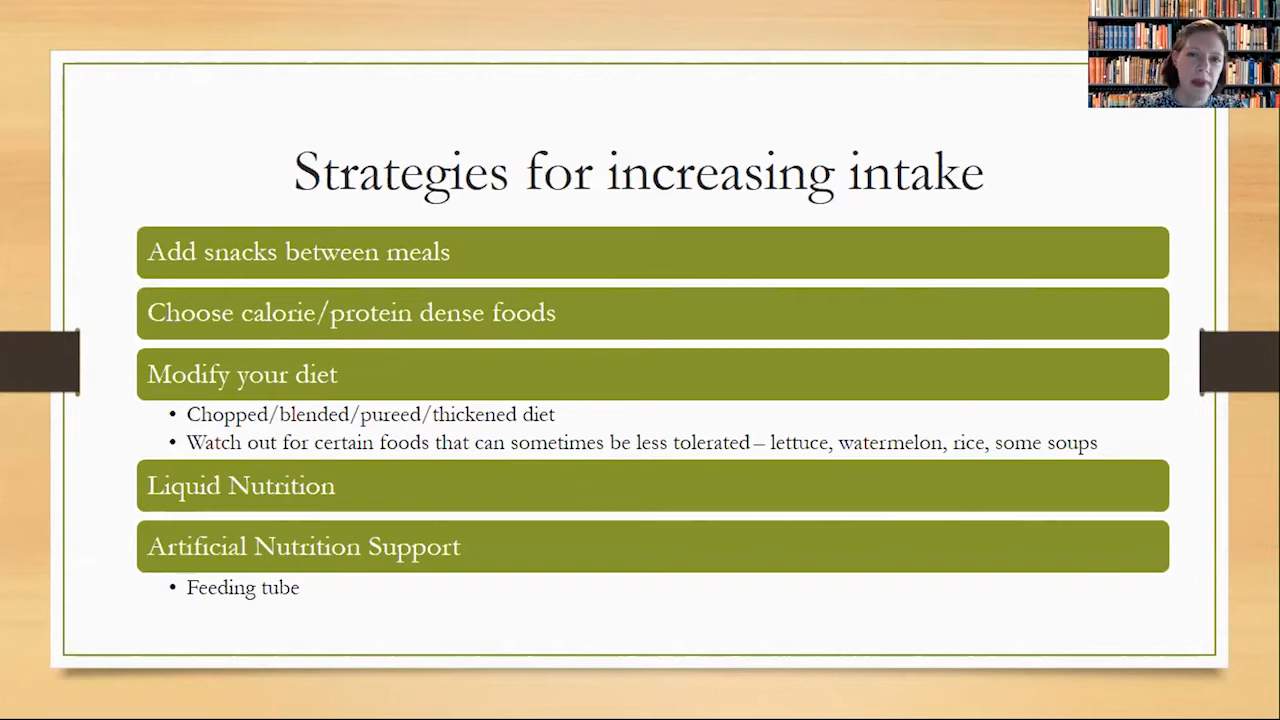 Strategies for increasing intake
Add snacks between meals
Choose calorie/protein dense foods
Modify your diet
• Chopped/blended/pureed/thickened diet
• Watch out for certain foods that can sometimes be less tolerated – lettuce, watermelon, rice, some soups
Liquid Nutrition
Artificial Nutrition Support
• Feeding tube